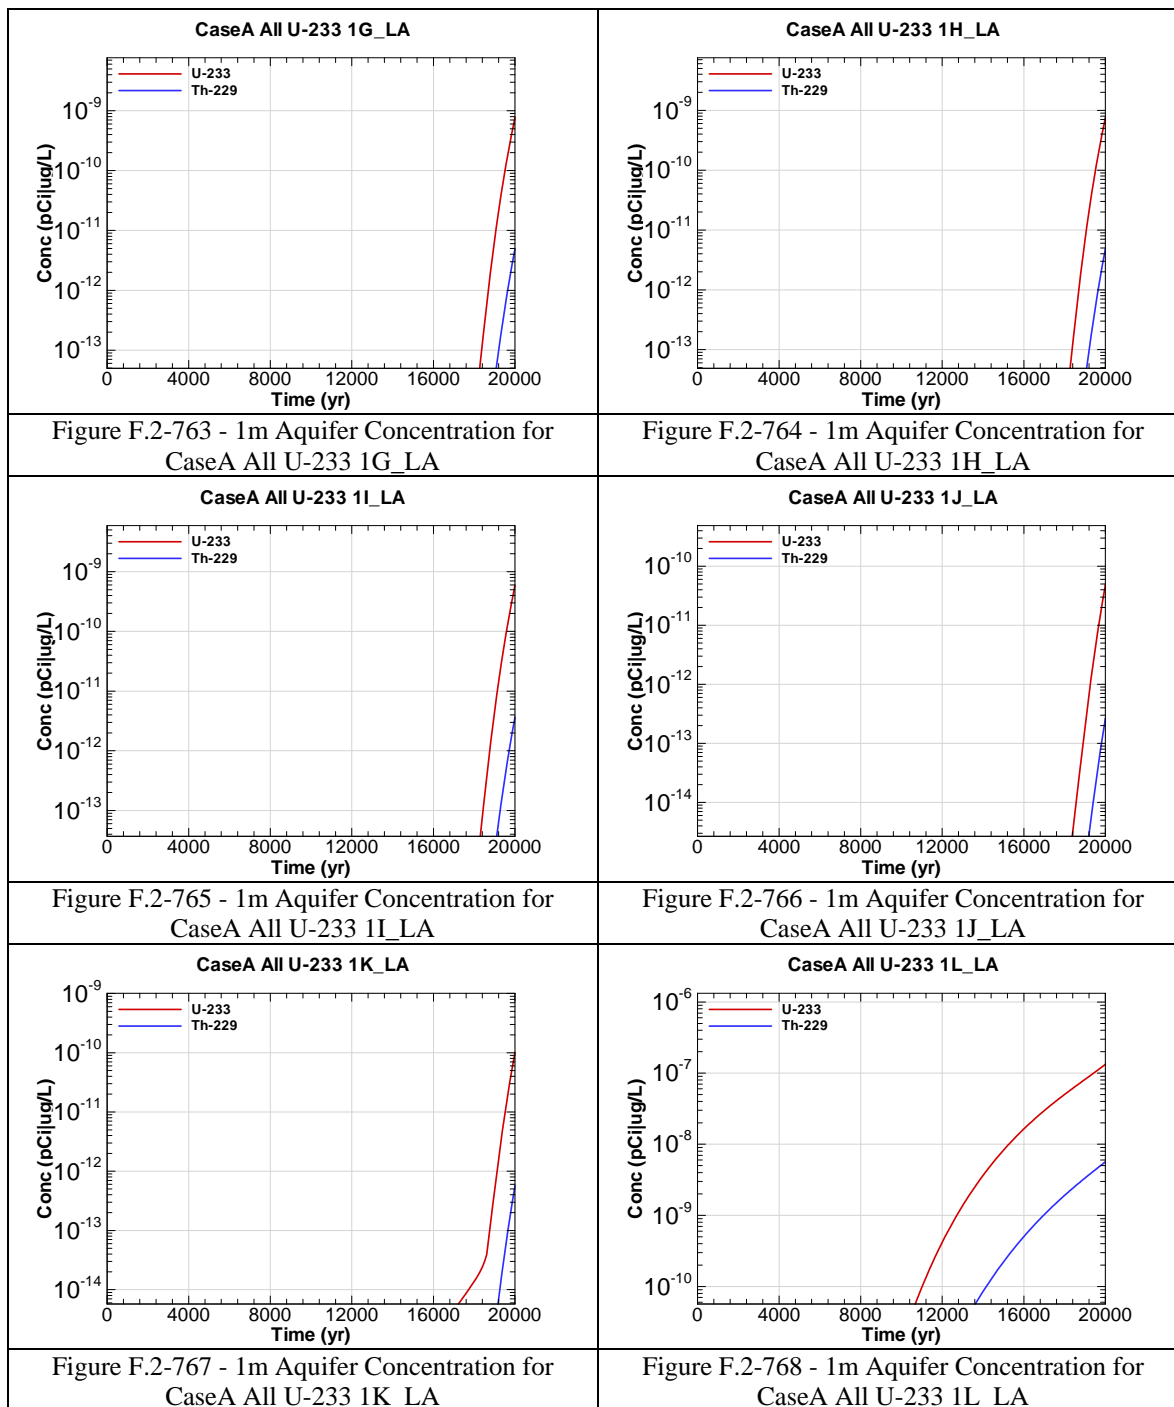 CaseA All U-233 1G_LA
U-233
Th-229
10-9
10-10
10-11
10-12
10-13
Conc (pCi|ug/L)
0 4000 8000 12000 16000 20000
Time (yr)
Figure F.2-763 - 1m Aquifer Concentration for
CaseA All U-233 1G_LA
CaseA All U-233 1H_LA
U-233
Th-229
10-9
10-10
10-11
10-12
10-13
Conc (pCi|ug/L)
0 4000 8000 12000 16000 20000
Time (yr)
Figure F.2-764 - 1m Aquifer Concentration for
CaseA All U-233 1H_LA
CaseA All U-233 1I_LA
U-233
Th-229
10-9
10-10
10-11
10-12
10-13
Conc (pCi|ug/L)
0 4000 8000 12000 16000 20000
Time (yr)
Figure F.2-765 - 1m Aquifer Concentration for
CaseA All U-233 1I_LA
CaseA All U-233 1J_LA
U-233
Th-229
10-10
10-11
10-12
10-13
10-14
Conc (pCi|ug/L)
0 4000 8000 12000 16000 20000
Time (yr)
Figure F.2-766 - 1m Aquifer Concentration for
CaseA All U-233 1J_LA
CaseA All U-233 1K_LA
U-233
Th-229
10-9
10-10
10-11
10-12
10-13
10-14
Conc (pCi|ug/L)
0 4000 8000 12000 16000 20000
Time (yr)
Figure F.2-767 - 1m Aquifer Concentration for
CaseA All U-233 1K_LA
CaseA All U-233 1L_LA
U-233
Th-229
10-6
10-7
10-8
10-9
10-10
Conc (pCi|ug/L)
0 4000 8000 12000 16000 20000
Time (yr)
Figure F.2-768 - 1m Aquifer Concentration for
CaseA All U-233 1L_LA